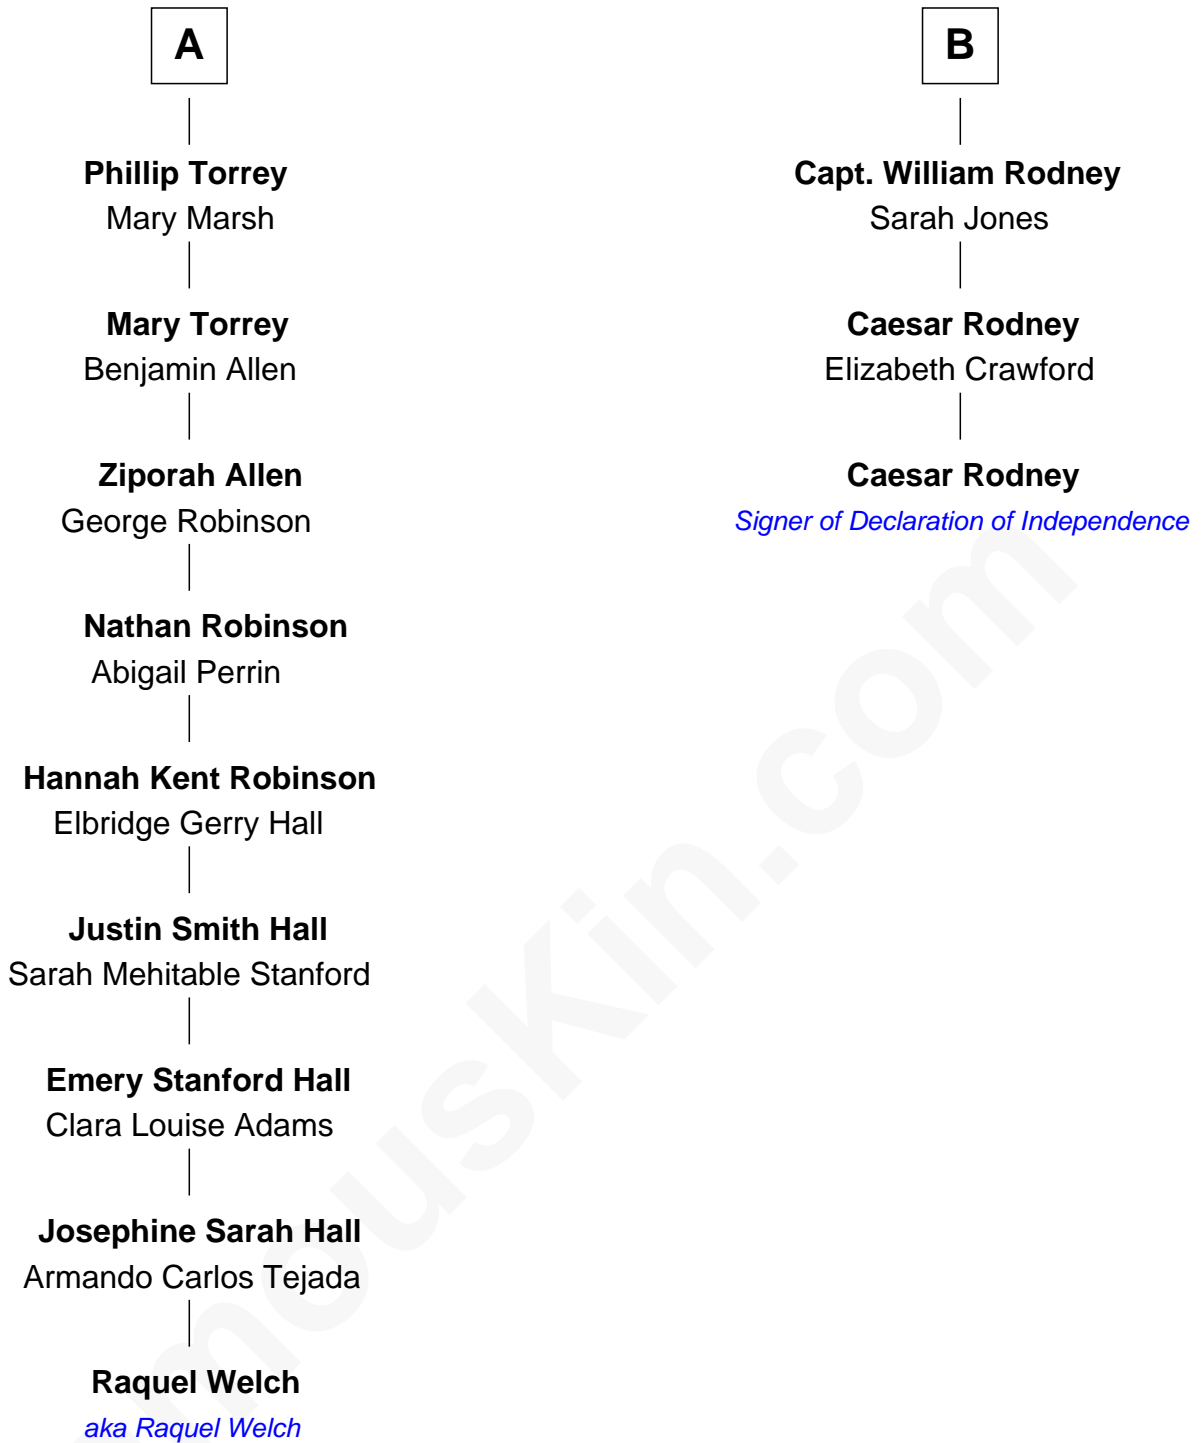 A
Phillip Torrey
Mary Marsh
Mary Torrey
Benjamin Allen
Ziporah Allen
George Robinson
Nathan Robinson
Abigail Perrin
Hannah Kent Robinson
Elbridge Gerry Hall
Justin Smith Hall
Sarah Mehitable Stanford
Emery Stanford Hall
Clara Louise Adams
Josephine Sarah Hall
Armando Carlos Tejada
Raquel Welch
aka Raquel Welch
B
Capt. William Rodney
Sarah Jones
Caesar Rodney
Elizabeth Crawford
Caesar Rodney
Signer of Declaration of Independence
mouskin.com